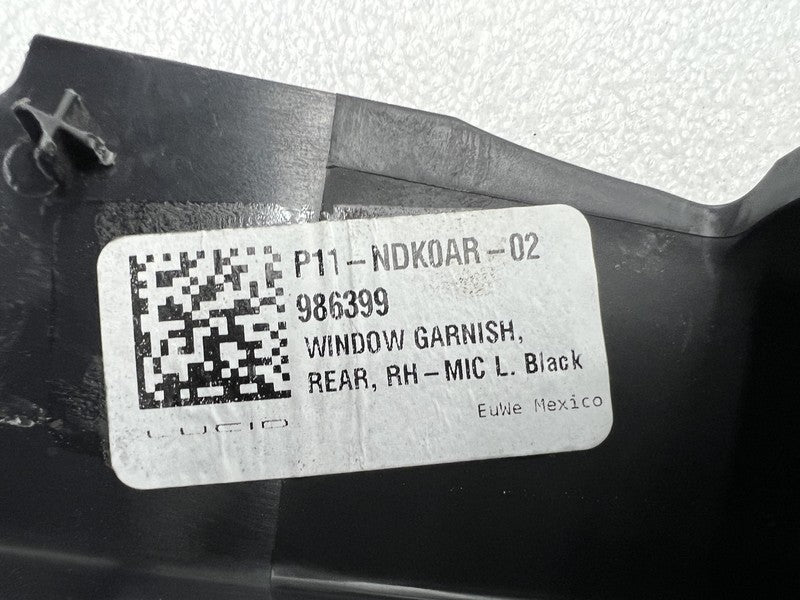 P11-NDK0AR-02
986399
WINDOW GARNISH,
REAR, RH-MIC L. Black
EuWe Mexico
LUCID